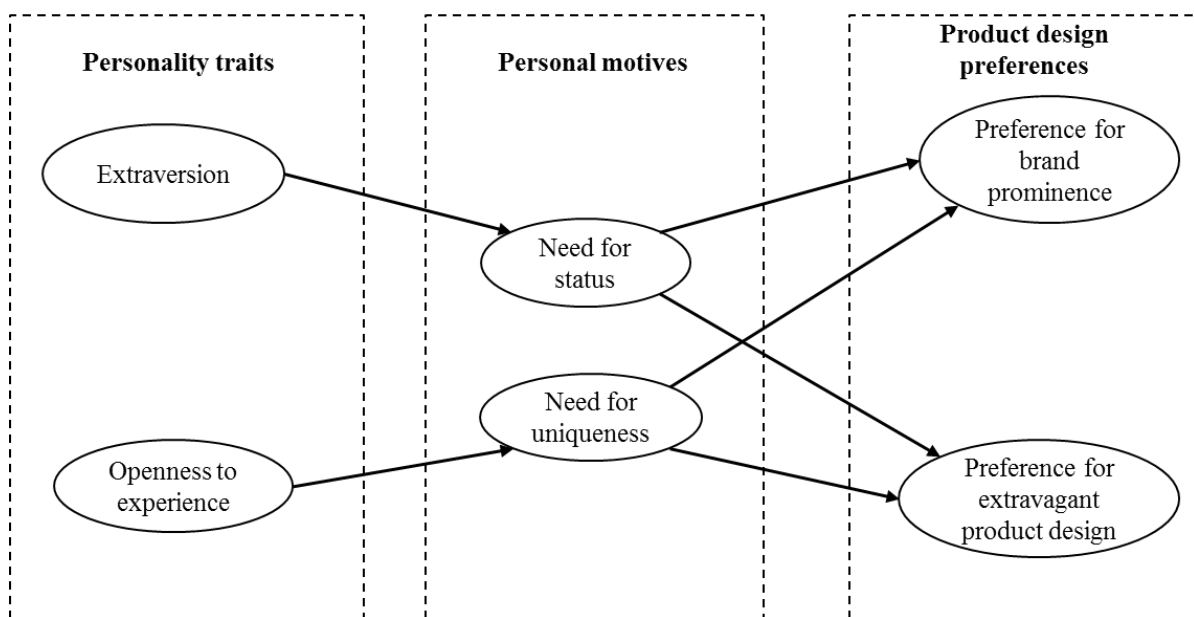 Personality traits
Extraversion
Openness to
experience
Personal motives
Need for
status
Need for
uniqueness
Product design
preferences
Preference for
brand
prominence
Preference for
extravagant
product design